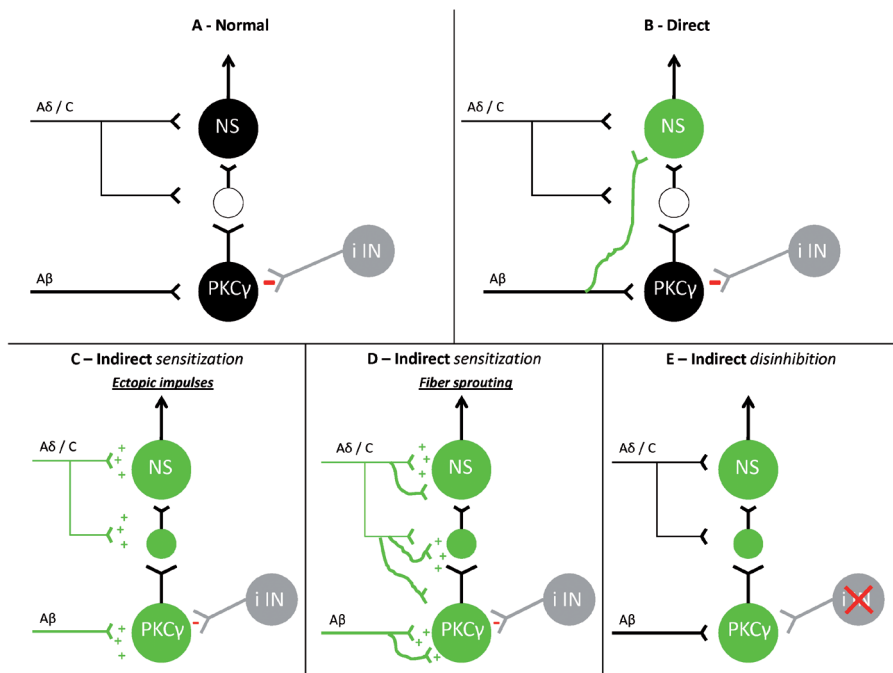 A - Normal
Aδ / C
NS
i IN
Aβ
PKCγ
B - Direct
Aδ / C
NS
i IN
Aβ
PKCγ
C – Indirect sensitization
Ectopic impulses
Aδ / C
+
+
+
NS
+
+
+
i IN
Aβ
+
+
+
PKCγ
-
D – Indirect sensitization
Fiber sprouting
Aδ / C
+
+
+
NS
+
+
+
i IN
Aβ
+
+
+
PKCγ
-
E – Indirect disinhibition
Aδ / C
NS
i IN
Aβ
PKCγ